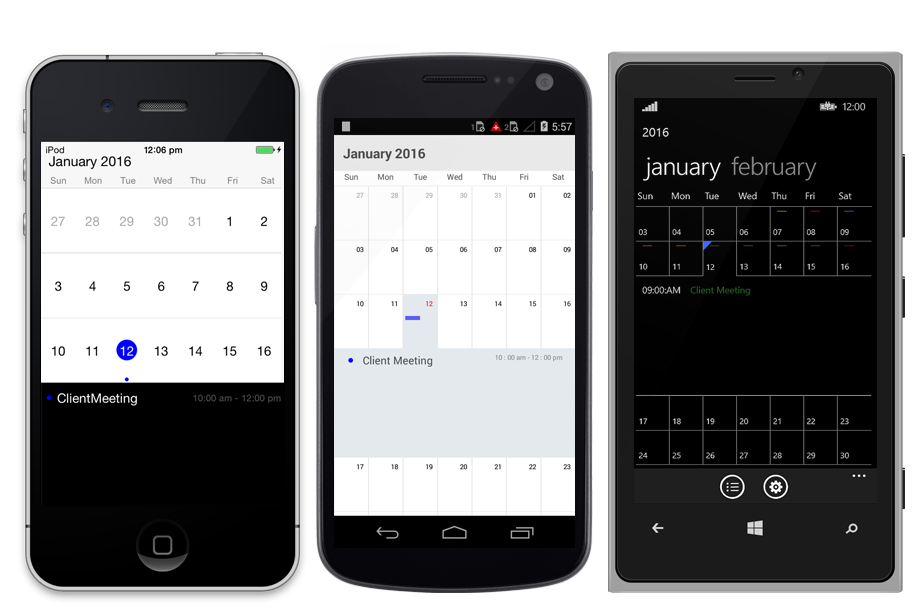 iPod 12:06 pm
January 2016
Sun Mon Tue Wed Thu Fri Sat
27 28 29 30 31 1 2
3 4 5 6 7 8 9
10 11 12 13 14 15 16
ClientMeeting 10:00 am - 12:00 pm
1 2 5:57
January 2016
Sun Mon Tue Wed Thu Fri Sat
27 28 29 30 31 01 02
03 04 05 06 07 08 09
10 11 12 13 14 15 16
Client Meeting 10 : 00 am - 12 : 00 pm
17 18 19 20 21 22 23
12:00
2016
january february
Sun Mon Tue Wed Thu Fri Sat
03 04 05 06 07 08 09
10 11 12 13 14 15 16
09:00:AM Client Meeting
17 18 19 20 21 22 23
24 25 26 27 28 29 30